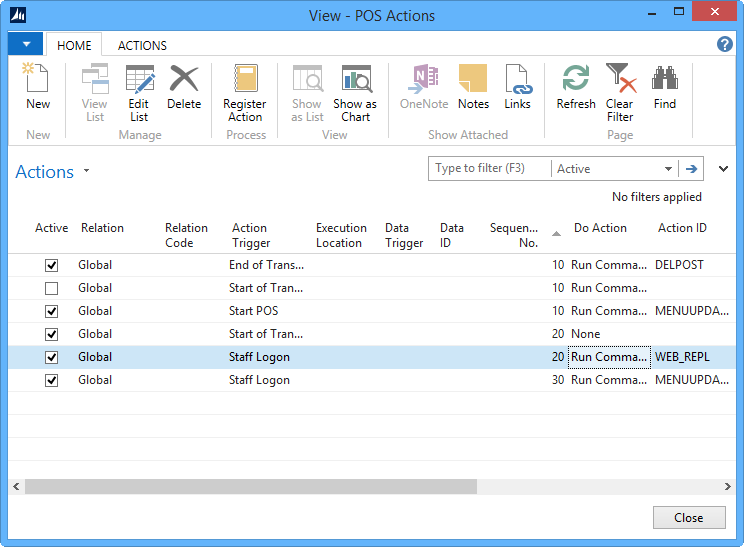 View - POS Actions
HOME ACTIONS
New View List Edit List Delete Register Action Show as List Show as Chart OneNote Notes Links Refresh Clear Filter Find
New Manage Process View Show Attached Page
Actions
Type to filter (F3) Active
No filters applied
Active Relation Relation Code Action Trigger Execution Location Data Trigger Data ID Sequen... No. Do Action Action ID
Global End of Trans... 10 Run Comma... DELPOST
Global Start of Tran... 10 Run Comma...
Global Start POS 10 Run Comma... MENUUPDA...
Global Start of Tran... 20 None
Global Staff Logon 20 Run Comma... WEB_REPL
Global Staff Logon 30 Run Comma... MENUUPDA...
Close